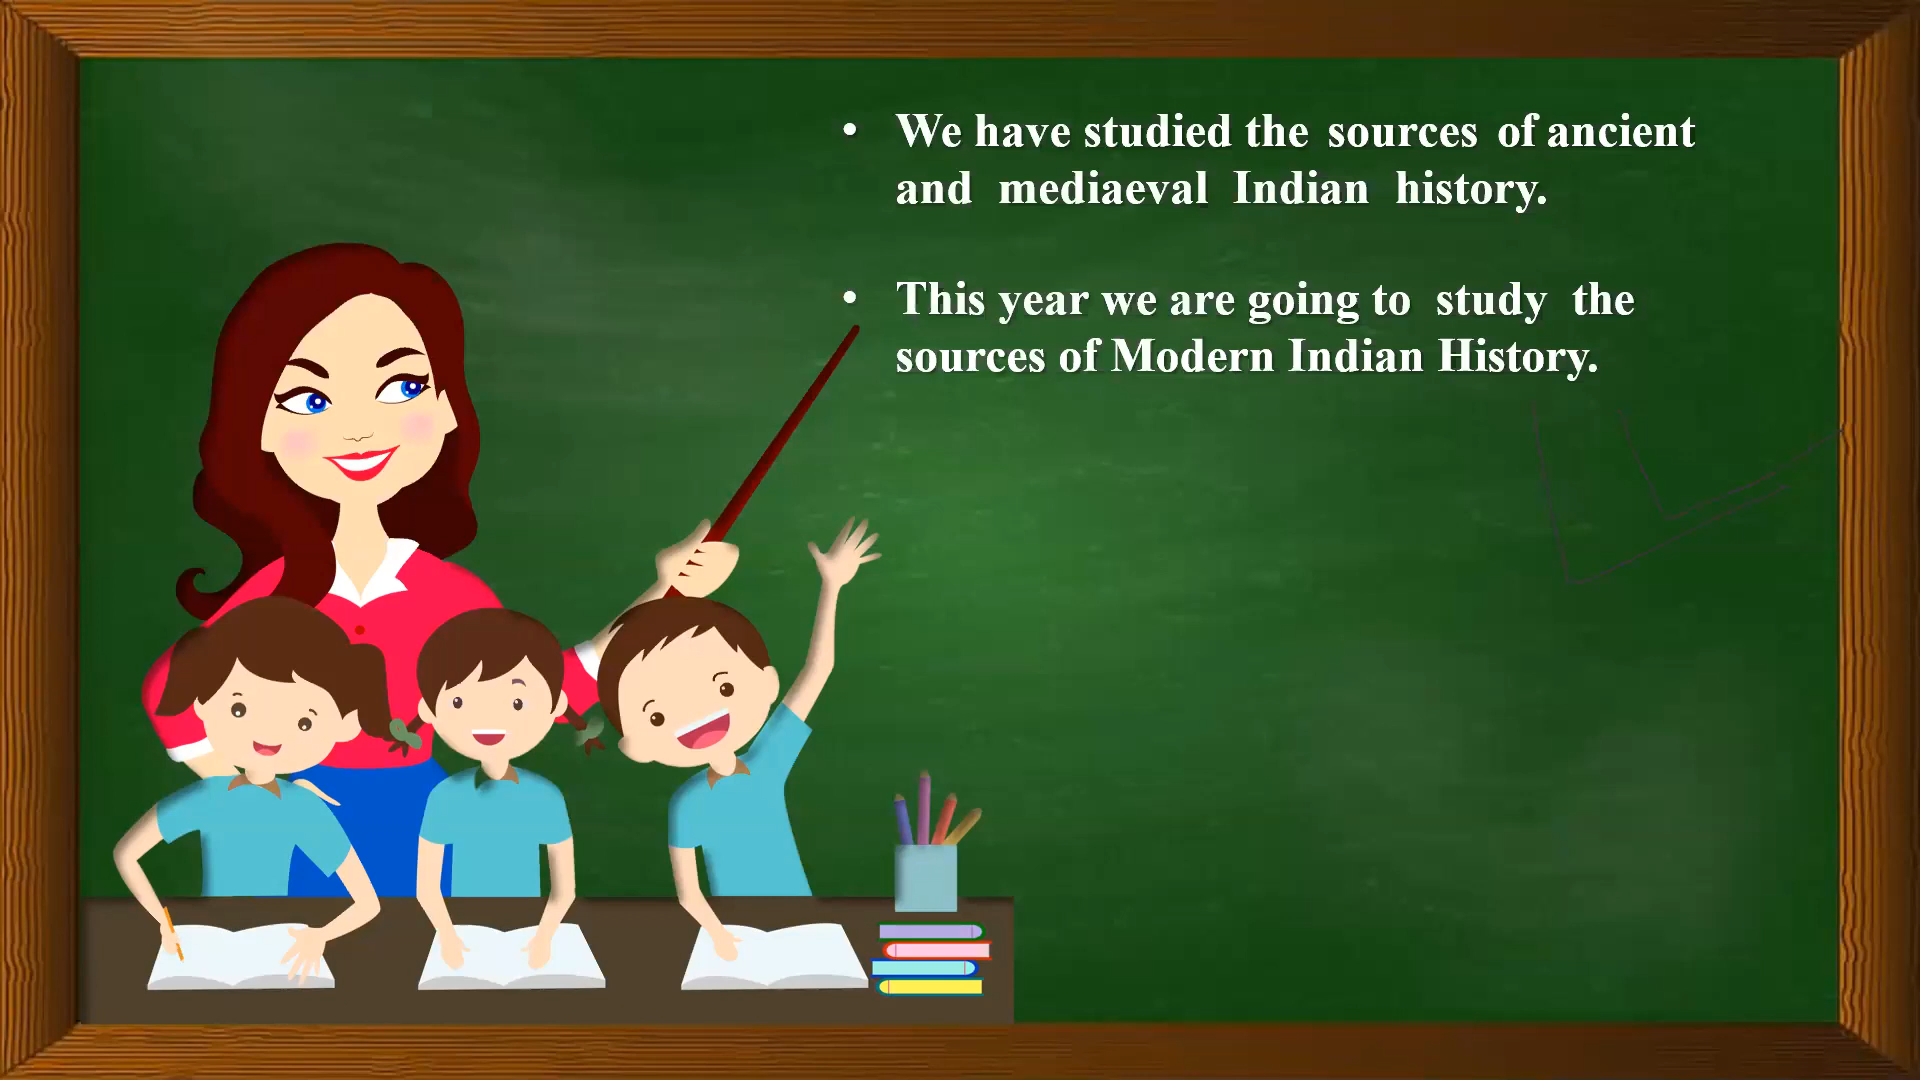 • We have studied the sources of ancient
and mediaeval Indian history.
• This year we are going to study the
sources of Modern Indian History.